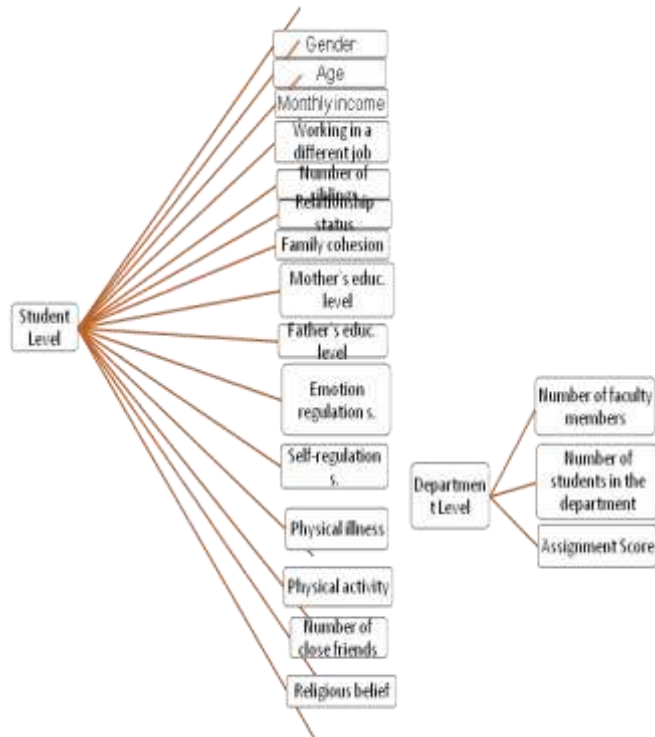 Gender
Age
Monthly income
Working in a
different job
Number of
siblings
Relationship
status
Family cohesion
Mother's educ.
level
Student
Level
Father's educ.
level
Emotion
regulation s.
Self-regulation
s.
Physical illness
Physical activity
Number of
close friends
Religious belief
Departmen
t Level
Number of faculty
members
Number of
students in the
department
Assignment Score